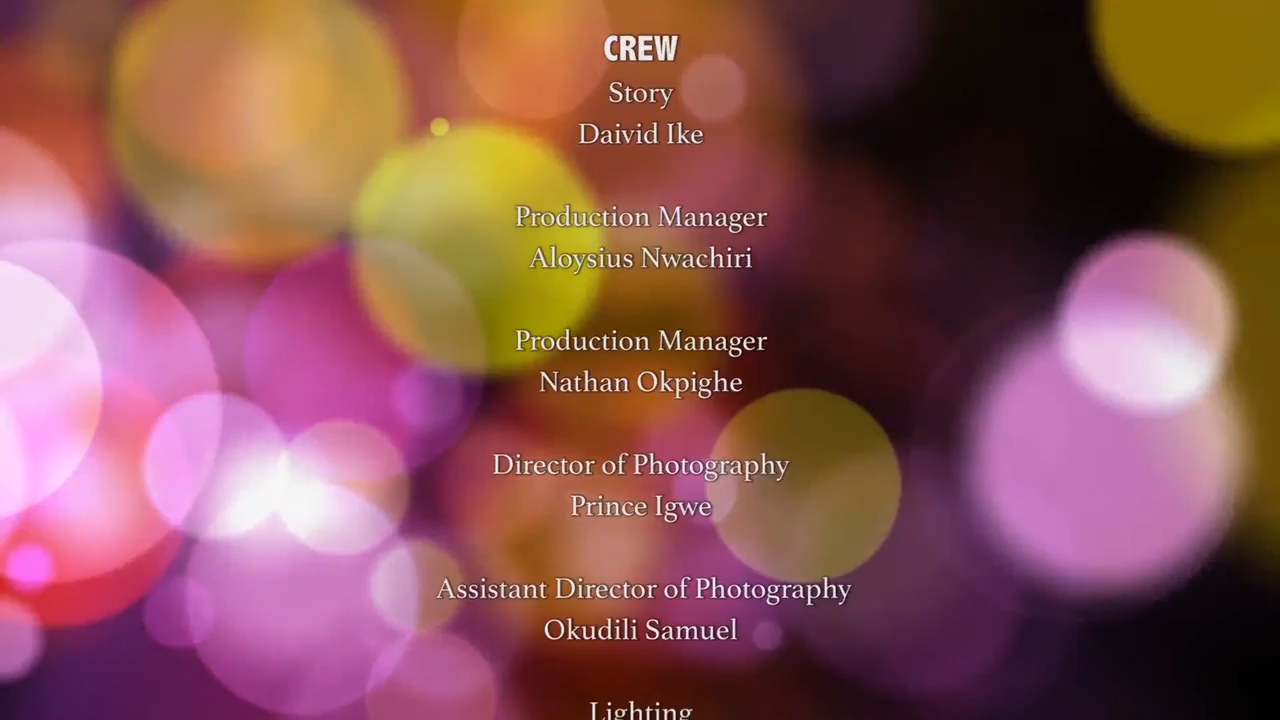 CREW
Story
Daivid Ike
Production Manager
Aloysius Nwachiri
Production Manager
Nathan Okpighe
Director of Photography
Prince Igwe
Assistant Director of Photography
Okudili Samuel
Lighting